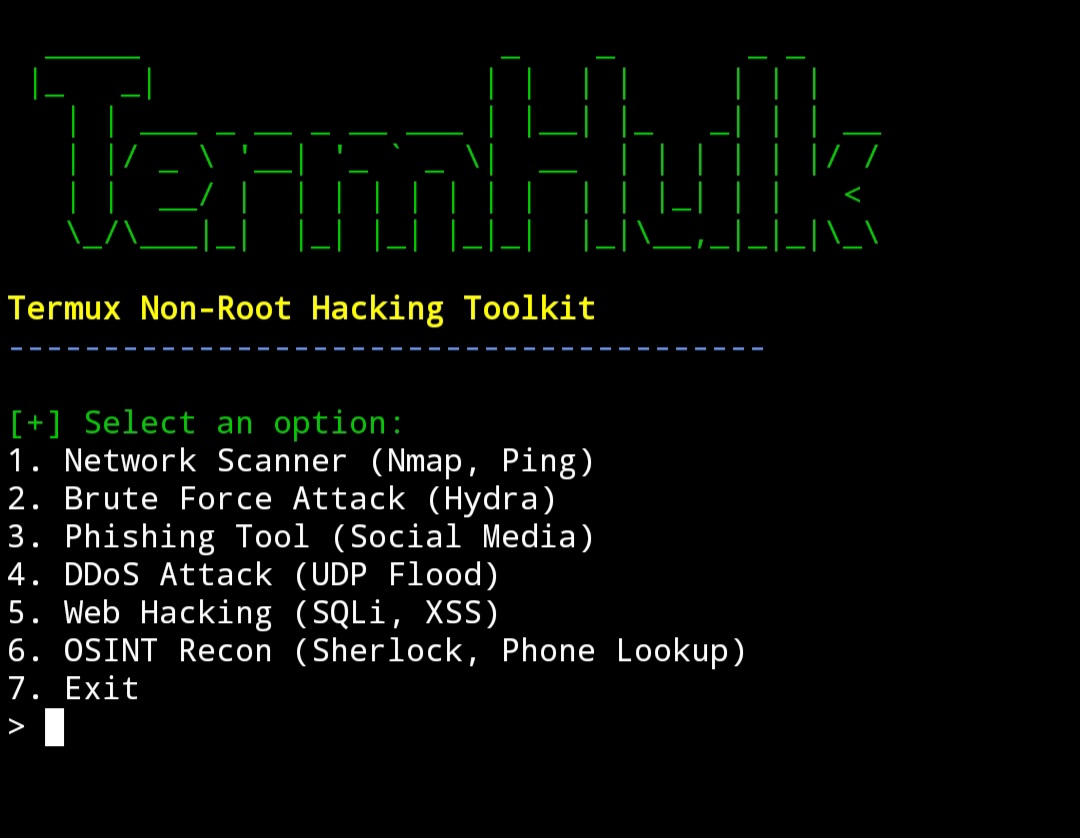 TermHulk
Termux Non-Root Hacking Toolkit
----------------------------------------
[+] Select an option:
1. Network Scanner (Nmap, Ping)
2. Brute Force Attack (Hydra)
3. Phishing Tool (Social Media)
4. DDoS Attack (UDP Flood)
5. Web Hacking (SQLi, XSS)
6. OSINT Recon (Sherlock, Phone Lookup)
7. Exit
>